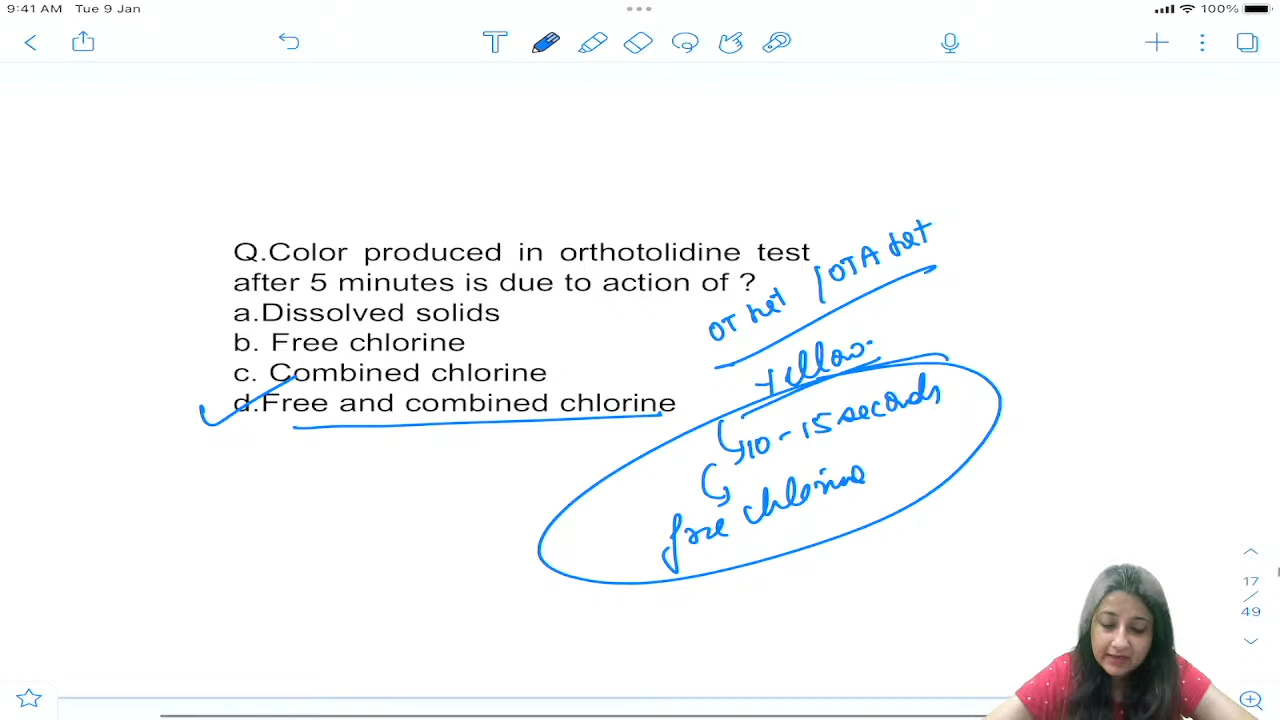 9:41 AM Tue 9 Jan
100%
Q.Color produced in orthotolidine test
after 5 minutes is due to action of ?
a.Dissolved solids
b. Free chlorine
c. Combined chlorine
d.Free and combined chlorine
OT test / OTA test
Yellow
10-15 seconds
free chlorine
17
49